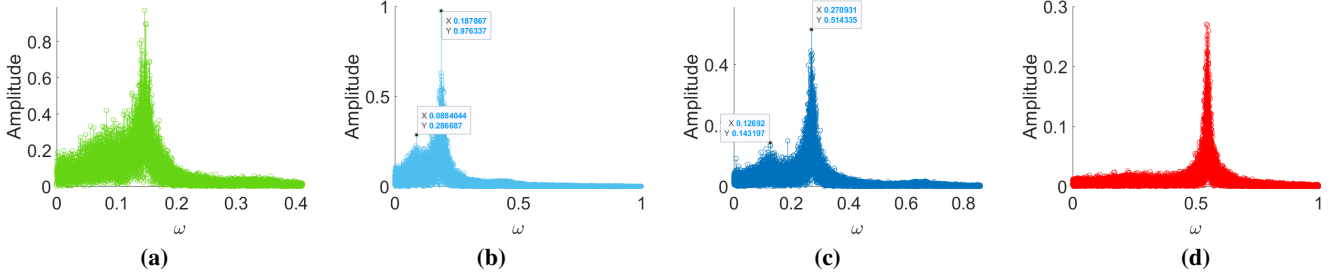 Amplitude
0.8
0.6
0.4
0.2
0
0 0.1 0.2 0.3 0.4
ω
(a)
Amplitude
1
0.5
0
X 0.187867
Y 0.976337
X 0.0884044
Y 0.286687
0 0.5 1
ω
(b)
Amplitude
0.4
0
X 0.270931
Y 0.514335
X 0.12692
Y 0.143197
0 0.2 0.4 0.6 0.8
ω
(c)
Amplitude
0.3
0.2
0.1
0
0 0.5 1
ω
(d)